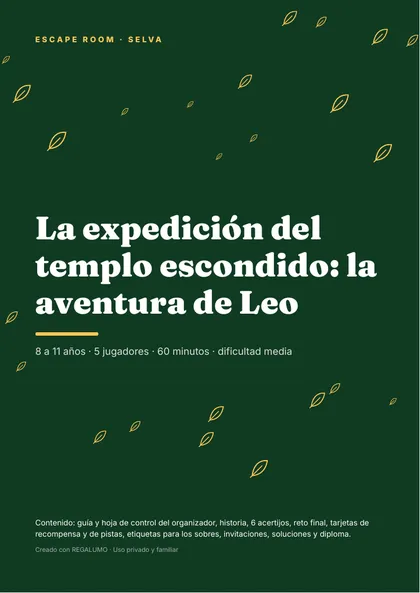 ESCAPE ROOM · SELVA
La expedición del
templo escondido: la
aventura de Leo
8 a 11 años · 5 jugadores · 60 minutos · dificultad media
Contenido: guía y hoja de control del organizador, historia, 6 acertijos, reto final, tarjetas de
recompensa y de pistas, etiquetas para los sobres, invitaciones, soluciones y diploma.
Creado con REGALUMO · Uso privado y familiar